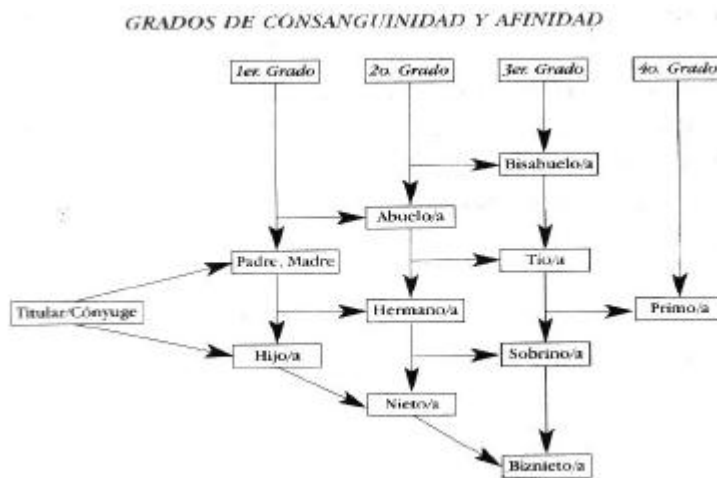 GRADOS DE CONSANGUINIDAD Y AFINIDAD
1er. Grado
2o. Grado
3er. Grado
4o. Grado
Bisabuelo/a
Abuelo/a
Padre, Madre
Tio/a
Titular/Cónyuge
Hermano/a
Primo/a
Hijo/a
Sobrino/a
Nieto/a
Biznieto/a